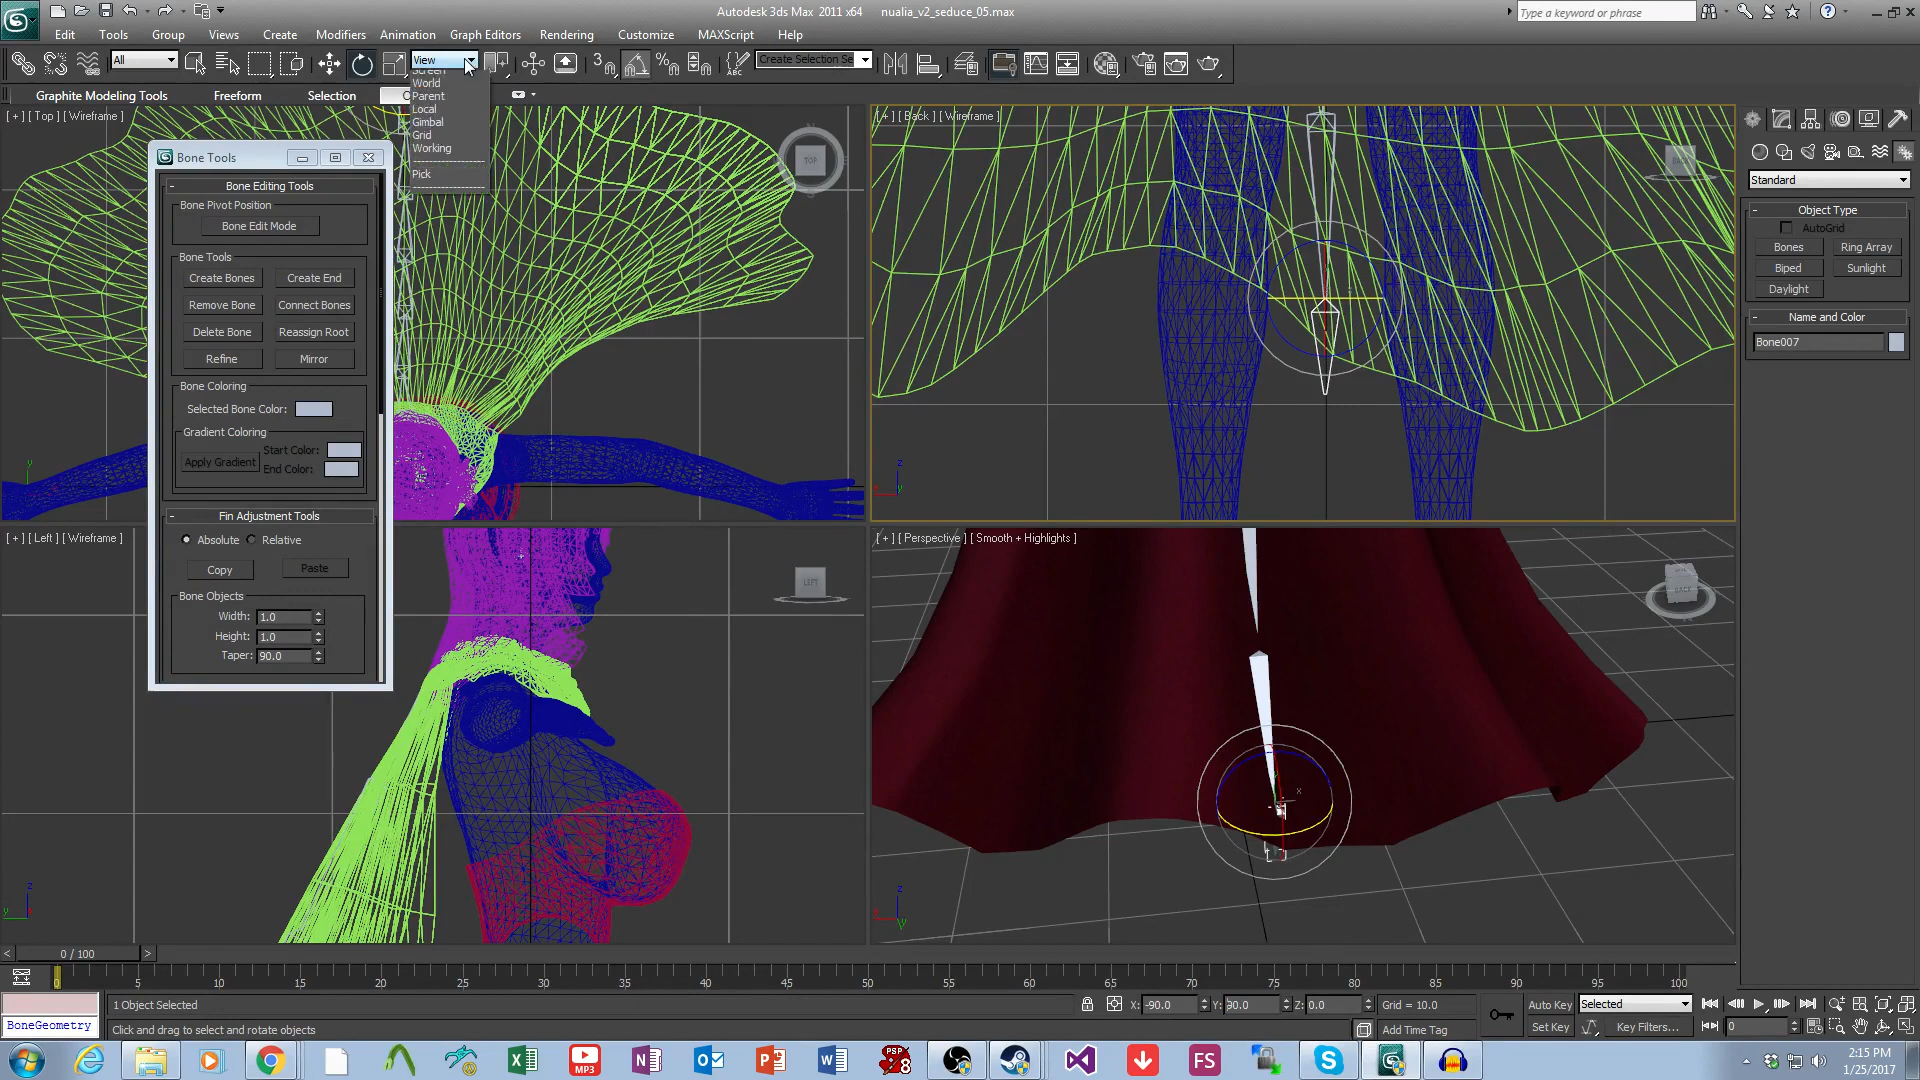 Autodesk 3ds Max 2011 x64 nualia_v2_seduce_05.max
Type a keyword or phrase
Edit Tools Group Views Create Modifiers Animation Graph Editors Rendering Customize MAXScript Help
All
View
3
Create Selection Se
Screen
World
Parent
Local
Gimbal
Grid
Working
Pick
Graphite Modeling Tools Freeform Selection
[ + ] [ Top ] [ Wireframe ]
TOP
[ + ] [ Back ] [ Wireframe ]
Bone Tools
Bone Editing Tools
Bone Pivot Position
Bone Edit Mode
Bone Tools
Create Bones Create End
Remove Bone Connect Bones
Delete Bone Reassign Root
Refine Mirror
Bone Coloring
Selected Bone Color:
Gradient Coloring
Apply Gradient
Start Color:
End Color:
Fin Adjustment Tools
Absolute Relative
Copy Paste
Bone Objects
Width: 1.0
Height: 1.0
Taper: 90.0
Standard
Object Type
AutoGrid
Bones Ring Array
Biped Sunlight
Daylight
Name and Color
Bone007
[ + ] [ Left ] [ Wireframe ]
LEFT
[ + ] [ Perspective ] [ Smooth + Highlights ]
BACK
x
z
y
z
x
z
y
z
y
< 0 / 100 >
0 5 10 15 20 25 30 35 40 45 50 55 60 65 70 75 80 85 90 95 100
1 Object Selected
X: -90.0 Y: 90.0 Z: 0.0 Grid = 10.0
Auto Key Selected
BoneGeometry
Click and drag to select and rotate objects
Add Time Tag
Set Key Key Filters...
0
MP3
PSP 8
FS
2:15 PM
1/25/2017